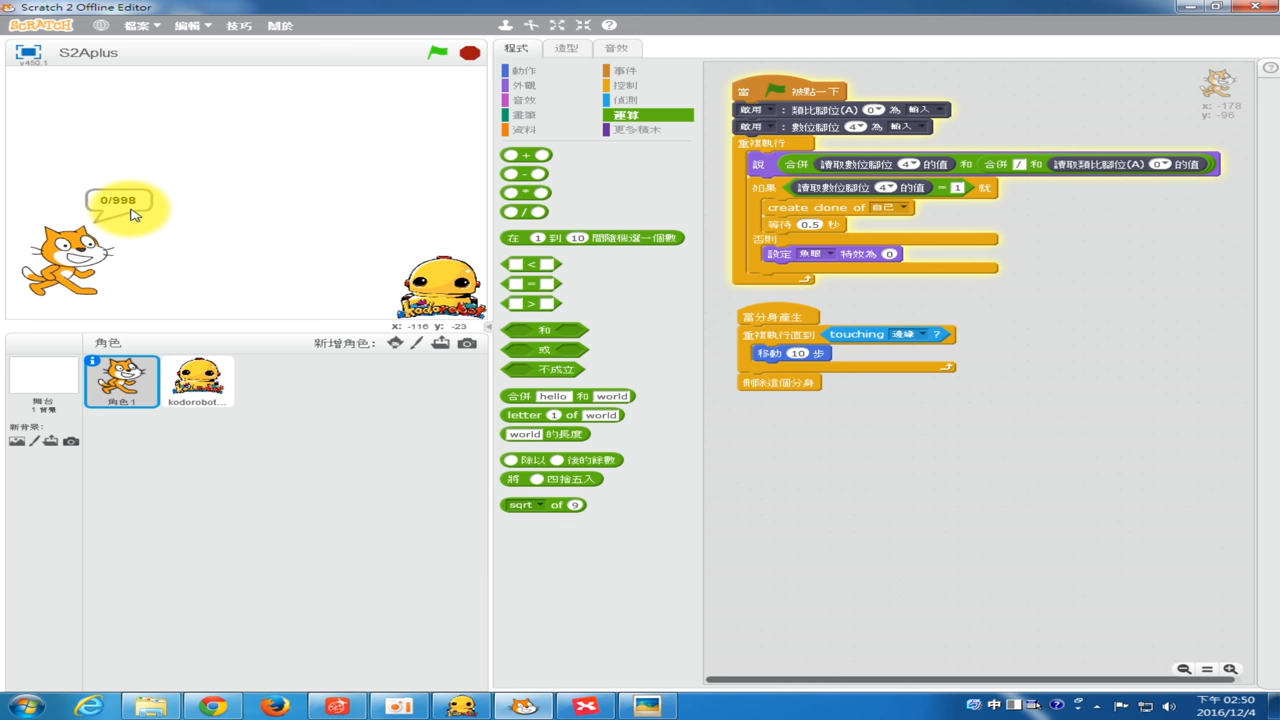 Scratch 2 Offline Editor
SCRATCH 檔案 編輯 技巧 關於
S2Aplus
v450.1
0/998
kodorobot
x: -116 y: -23
角色
新增角色:
舞台
1 背景
新背景:
角色1
kodorobot...
程式 造型 音效
動作 事件
外觀 控制
音效 偵測
畫筆 運算
資料 更多積木
+
-
*
/
在 1 到 10 間隨機選一個數
<
=
>
和
或
不成立
合併 hello 和 world
letter 1 of world
world 的長度
除以 後的餘數
將 四捨五入
sqrt of 9
當 被點一下
啟用 : 類比腳位(A) 0 為 輸入
啟用 : 數位腳位 4 為 輸入
重複執行
說 合併 讀取數位腳位 4 的值 和 合併 / 和 讀取類比腳位(A) 0 的值
如果 讀取數位腳位 4 的值 = 1 就
create clone of 自己
等待 0.5 秒
否則
設定 魚眼 特效為 0
當分身產生
重複執行直到 touching 邊緣 ?
移動 10 步
刪除這個分身
x: -178
y: -96
中
下午 02:50
2016/12/4